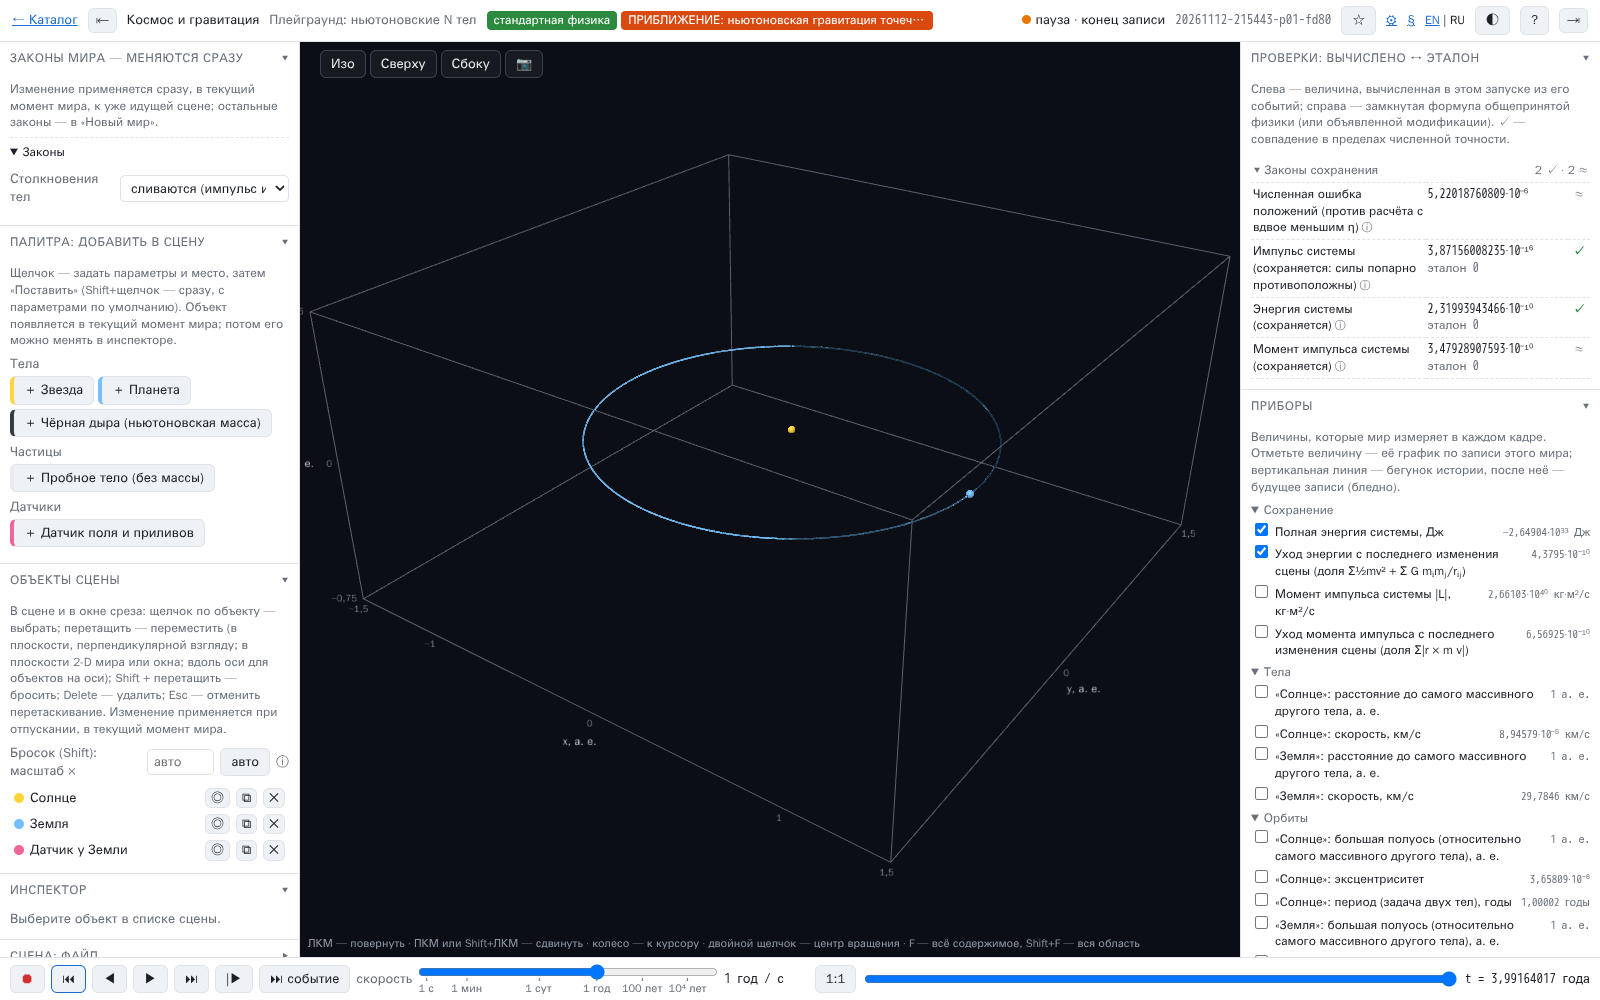 ← Каталог ⇤ Космос и гравитация Плейграунд: ньютоновские N тел стандартная физика ПРИБЛИЖЕНИЕ: ньютоновская гравитация точеч⋯ пауза · конец записи 20261112-215443-p01-fd80 ☆ ⚙ § EN | RU ? ⇥
ЗАКОНЫ МИРА — МЕНЯЮТСЯ СРАЗУ
Изменение применяется сразу, в текущий
момент мира, к уже идущей сцене; остальные
законы — в «Новый мир».
Законы
Столкновения
тел
сливаются (импульс и
ПАЛИТРА: ДОБАВИТЬ В СЦЕНУ
Щелчок — задать параметры и место, затем
«Поставить» (Shift+щелчок — сразу, с
параметрами по умолчанию). Объект
появляется в текущий момент мира; потом его
можно менять в инспекторе.
Тела
+ Звезда + Планета
+ Чёрная дыра (ньютоновская масса)
Частицы
+ Пробное тело (без массы)
Датчики
+ Датчик поля и приливов
ОБЪЕКТЫ СЦЕНЫ
В сцене и в окне среза: щелчок по объекту —
выбрать; перетащить — переместить (в
плоскости, перпендикулярной взгляду; в
плоскости 2-D мира или окна; вдоль оси для
объектов на оси); Shift + перетащить —
бросить; Delete — удалить; Esc — отменить
перетаскивание. Изменение применяется при
отпускании, в текущий момент мира.
Бросок (Shift):
масштаб ×
авто авто ⓘ
Солнце
Земля
Датчик у Земли
ИНСПЕКТОР
Выберите объект в списке сцены.
СЦЕНА: ФАЙЛ
Изо Сверху Сбоку
е. 0
−0,75
−1,5
−1
0
x, а. е.
1
1,5
0
y, а. е.
1,5
ЛКМ — повернуть · ПКМ или Shift+ЛКМ — сдвинуть · колесо — к курсору · двойной щелчок — центр вращения · F — всё содержимое, Shift+F — вся область
ПРОВЕРКИ: ВЫЧИСЛЕНО ↔ ЭТАЛОН
Слева — величина, вычисленная в этом запуске из его
событий; справа — замкнутая формула общепринятой
физики (или объявленной модификации). ✓ —
совпадение в пределах численной точности.
Законы сохранения 2 ✓ · 2 ≈
Численная ошибка 5,22018760809·10⁻⁶ ≈
положений (против расчёта с
вдвое меньшим η) ⓘ
Импульс системы 3,87156008235·10⁻¹⁶ ✓
(сохраняется: силы попарно эталон 0
противоположны) ⓘ
Энергия системы 2,31993943466·10⁻¹⁰ ✓
(сохраняется) ⓘ эталон 0
Момент импульса системы 3,47928907593·10⁻¹⁰ ≈
(сохраняется) ⓘ эталон 0
ПРИБОРЫ
Величины, которые мир измеряет в каждом кадре.
Отметьте величину — её график по записи этого мира;
вертикальная линия — бегунок истории, после неё —
будущее записи (бледно).
Сохранение
Полная энергия системы, Дж −2,64904·10³³ Дж
Уход энергии с последнего изменения 4,3795·10⁻¹⁰
сцены (доля Σ½mv² + Σ G mᵢmⱼ/rᵢⱼ)
Момент импульса системы |L|, 2,66103·10⁴⁰ кг·м²/с
кг·м²/с
Уход момента импульса с последнего 6,56925·10⁻¹⁰
изменения сцены (доля Σ|r × m v|)
Тела
«Солнце»: расстояние до самого массивного 1 а. е.
другого тела, а. е.
«Солнце»: скорость, км/с 8,94579·10⁻⁵ км/с
«Земля»: расстояние до самого массивного 1 а. е.
другого тела, а. е.
«Земля»: скорость, км/с 29,7846 км/с
Орбиты
«Солнце»: большая полуось (относительно 1 а. е.
самого массивного другого тела), а. е.
«Солнце»: эксцентриситет 3,65809·10⁻⁸
«Солнце»: период (задача двух тел), годы 1,00002 годы
«Земля»: большая полуось (относительно 1 а. е.
самого массивного другого тела), а. е.
⏭ событие скорость 1 с 1 мин 1 сут 1 год 100 лет 10⁴ лет 1 год / с 1:1 t = 3,99164017 года